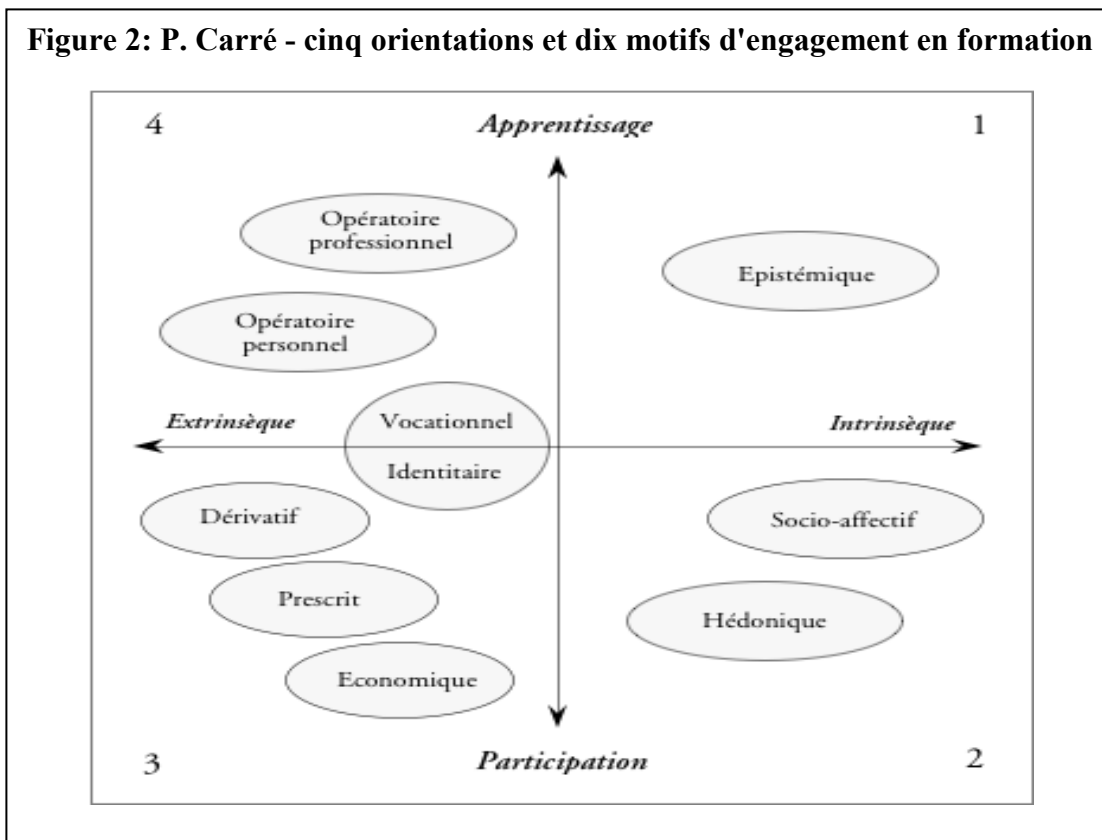 Figure 2: P. Carré - cinq orientations et dix motifs d'engagement en formation
4
Apprentissage
1
Opératoire
professionnel
Epistémique
Opératoire
personnel
Extrinsèque
Vocationnel
Intrinsèque
Identitaire
Dérivatif
Socio-affectif
Prescrit
Hédonique
Economique
3
Participation
2